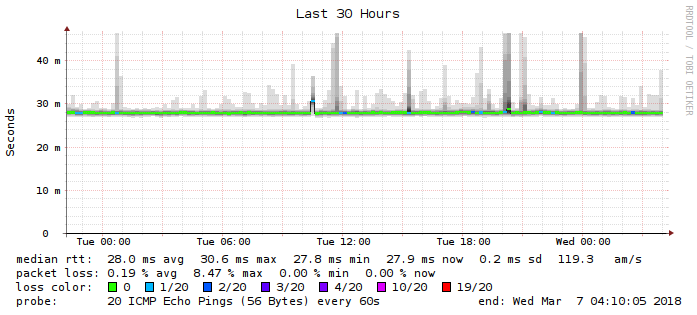 Last 30 Hours
RRDTOOL / TOBI OETIKER
Seconds
40 m
30 m
20 m
10 m
0
Tue 00:00 Tue 06:00 Tue 12:00 Tue 18:00 Wed 00:00
median rtt: 28.0 ms avg 30.6 ms max 27.8 ms min 27.9 ms now 0.2 ms sd 119.3 am/s
packet loss: 0.19 % avg 8.47 % max 0.00 % min 0.00 % now
loss color: 0 1/20 2/20 3/20 4/20 10/20 19/20
probe: 20 ICMP Echo Pings (56 Bytes) every 60s end: Wed Mar 7 04:10:05 2018